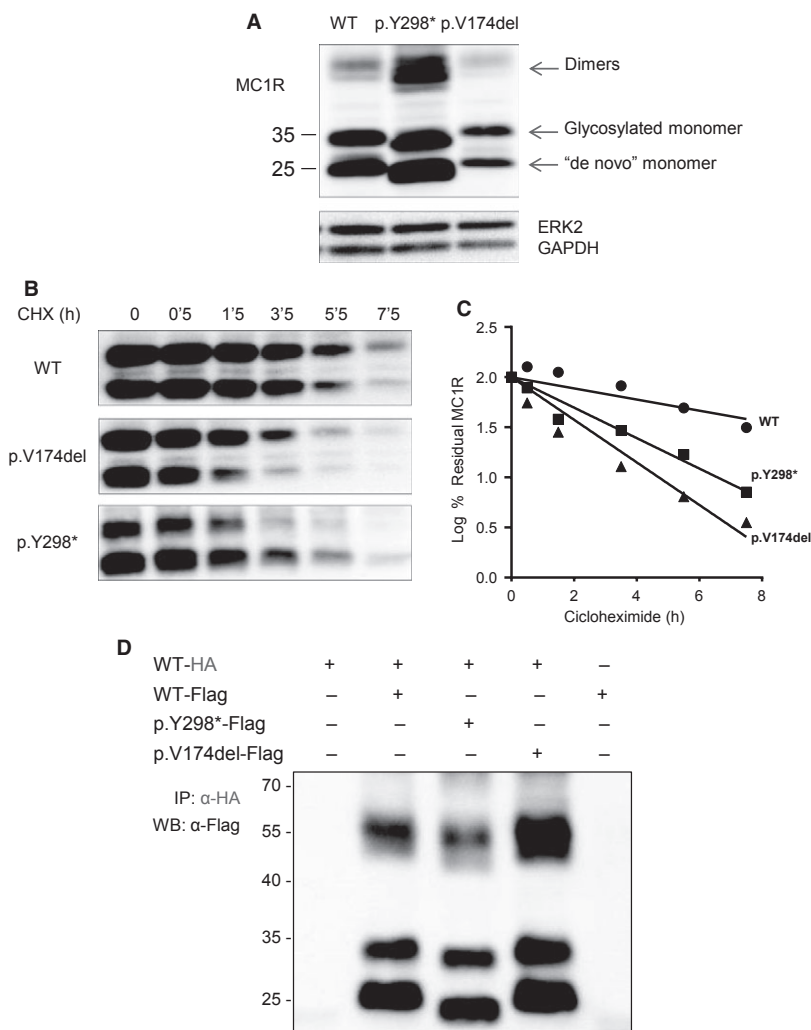 A
WT p.Y298* p.V174del
MC1R
Dimers
35
Glycosylated monomer
25
“de novo” monomer
ERK2
GAPDH
B
CHX (h) 0 0'5 1'5 3'5 5'5 7'5
WT
p.V174del
p.Y298*
C
2.5
2.0
1.5
1.0
0.5
0.0
Log % Residual MC1R
WT
p.Y298*
p.V174del
0 2 4 6 8
Cicloheximide (h)
D
WT-HA + + + + –
WT-Flag – + – – +
p.Y298*-Flag – – + – –
p.V174del-Flag – – – + –
IP: α-HA
WB: α-Flag
70 -
55 -
40 -
35 -
25 -